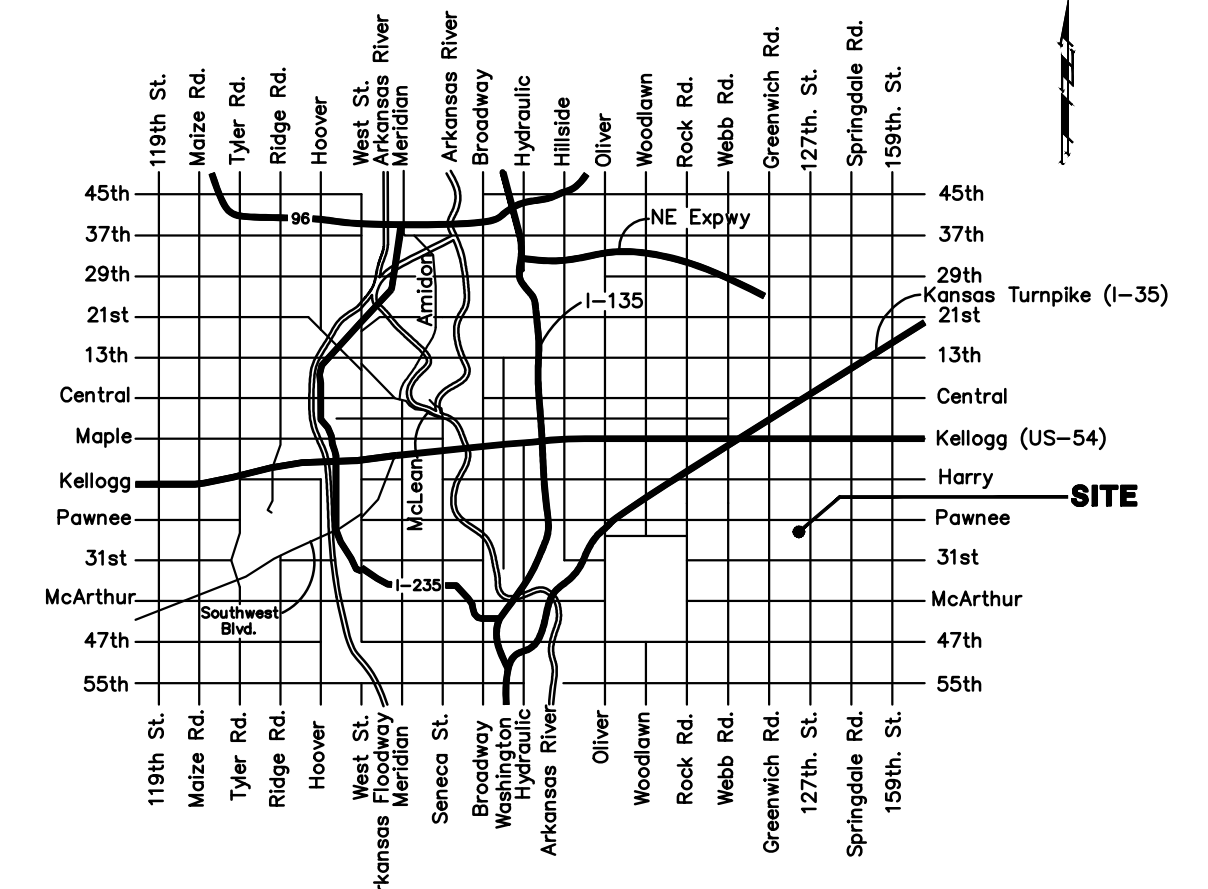 119th St.
Maize Rd.
Tyler Rd.
Ridge Rd.
Hoover
West St.
Arkansas River
Meridian
Arkansas River
Broadway
Hydraulic
Hillside
Oliver
Woodlawn
Rock Rd.
Webb Rd.
Greenwich Rd.
127th. St.
Springdale Rd.
159th. St.
45th
37th
29th
21st
13th
Central
Maple
Kellogg
Pawnee
31st
McArthur
47th
55th
96
NE Expwy
Amidon
I-135
McLean
I-235
Southwest
Blvd.
45th
37th
29th
Kansas Turnpike (I-35)
21st
13th
Central
Kellogg (US-54)
Harry
SITE
Pawnee
31st
McArthur
47th
55th
119th St.
Maize Rd.
Tyler Rd.
Ridge Rd.
Hoover
West St.
rkansas Floodway
Meridian
Seneca St.
Broadway
Washington
Hydraulic
Arkansas River
Oliver
Woodlawn
Rock Rd.
Webb Rd.
Greenwich Rd.
127th. St.
Springdale Rd.
159th. St.